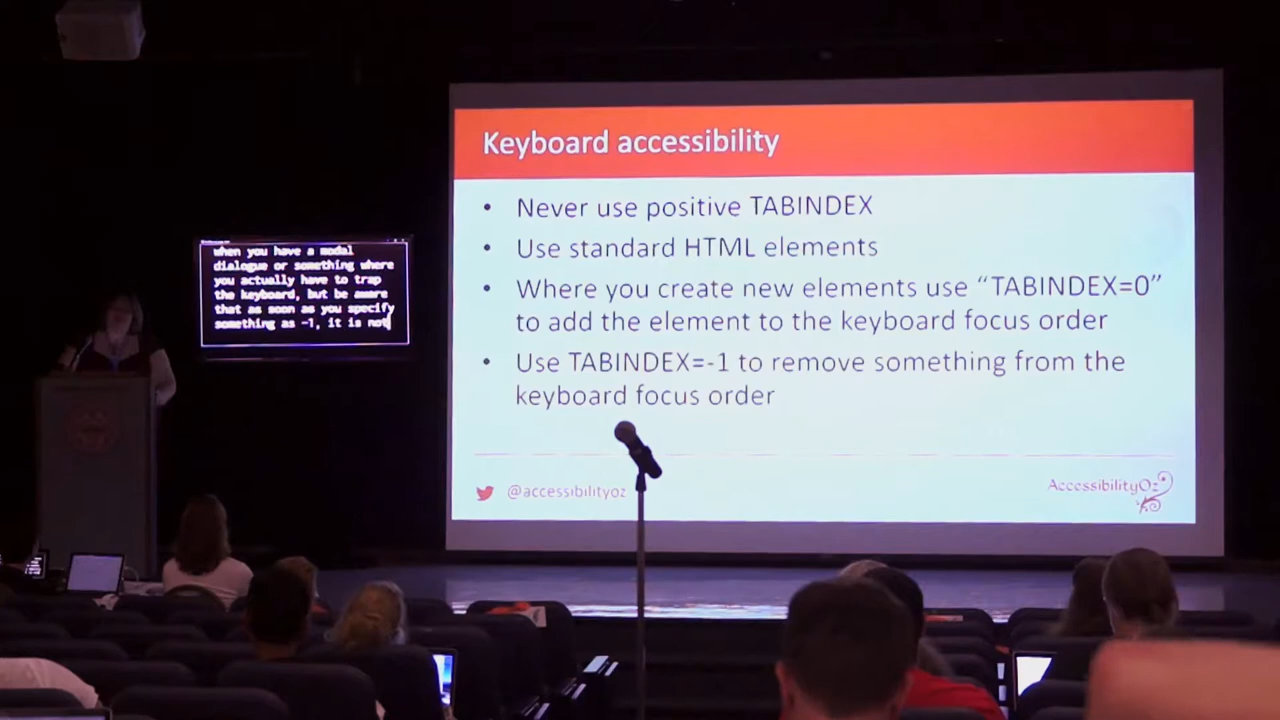 when you have a modal
dialogue or something where
you actually have to trap
the keyboard, but be aware
that as soon as you specify
something as -1, it is not
Keyboard accessibility
• Never use positive TABINDEX
• Use standard HTML elements
• Where you create new elements use “TABINDEX=0”
to add the element to the keyboard focus order
• Use TABINDEX=-1 to remove something from the
keyboard focus order
@accessibilityoz
AccessibilityOz